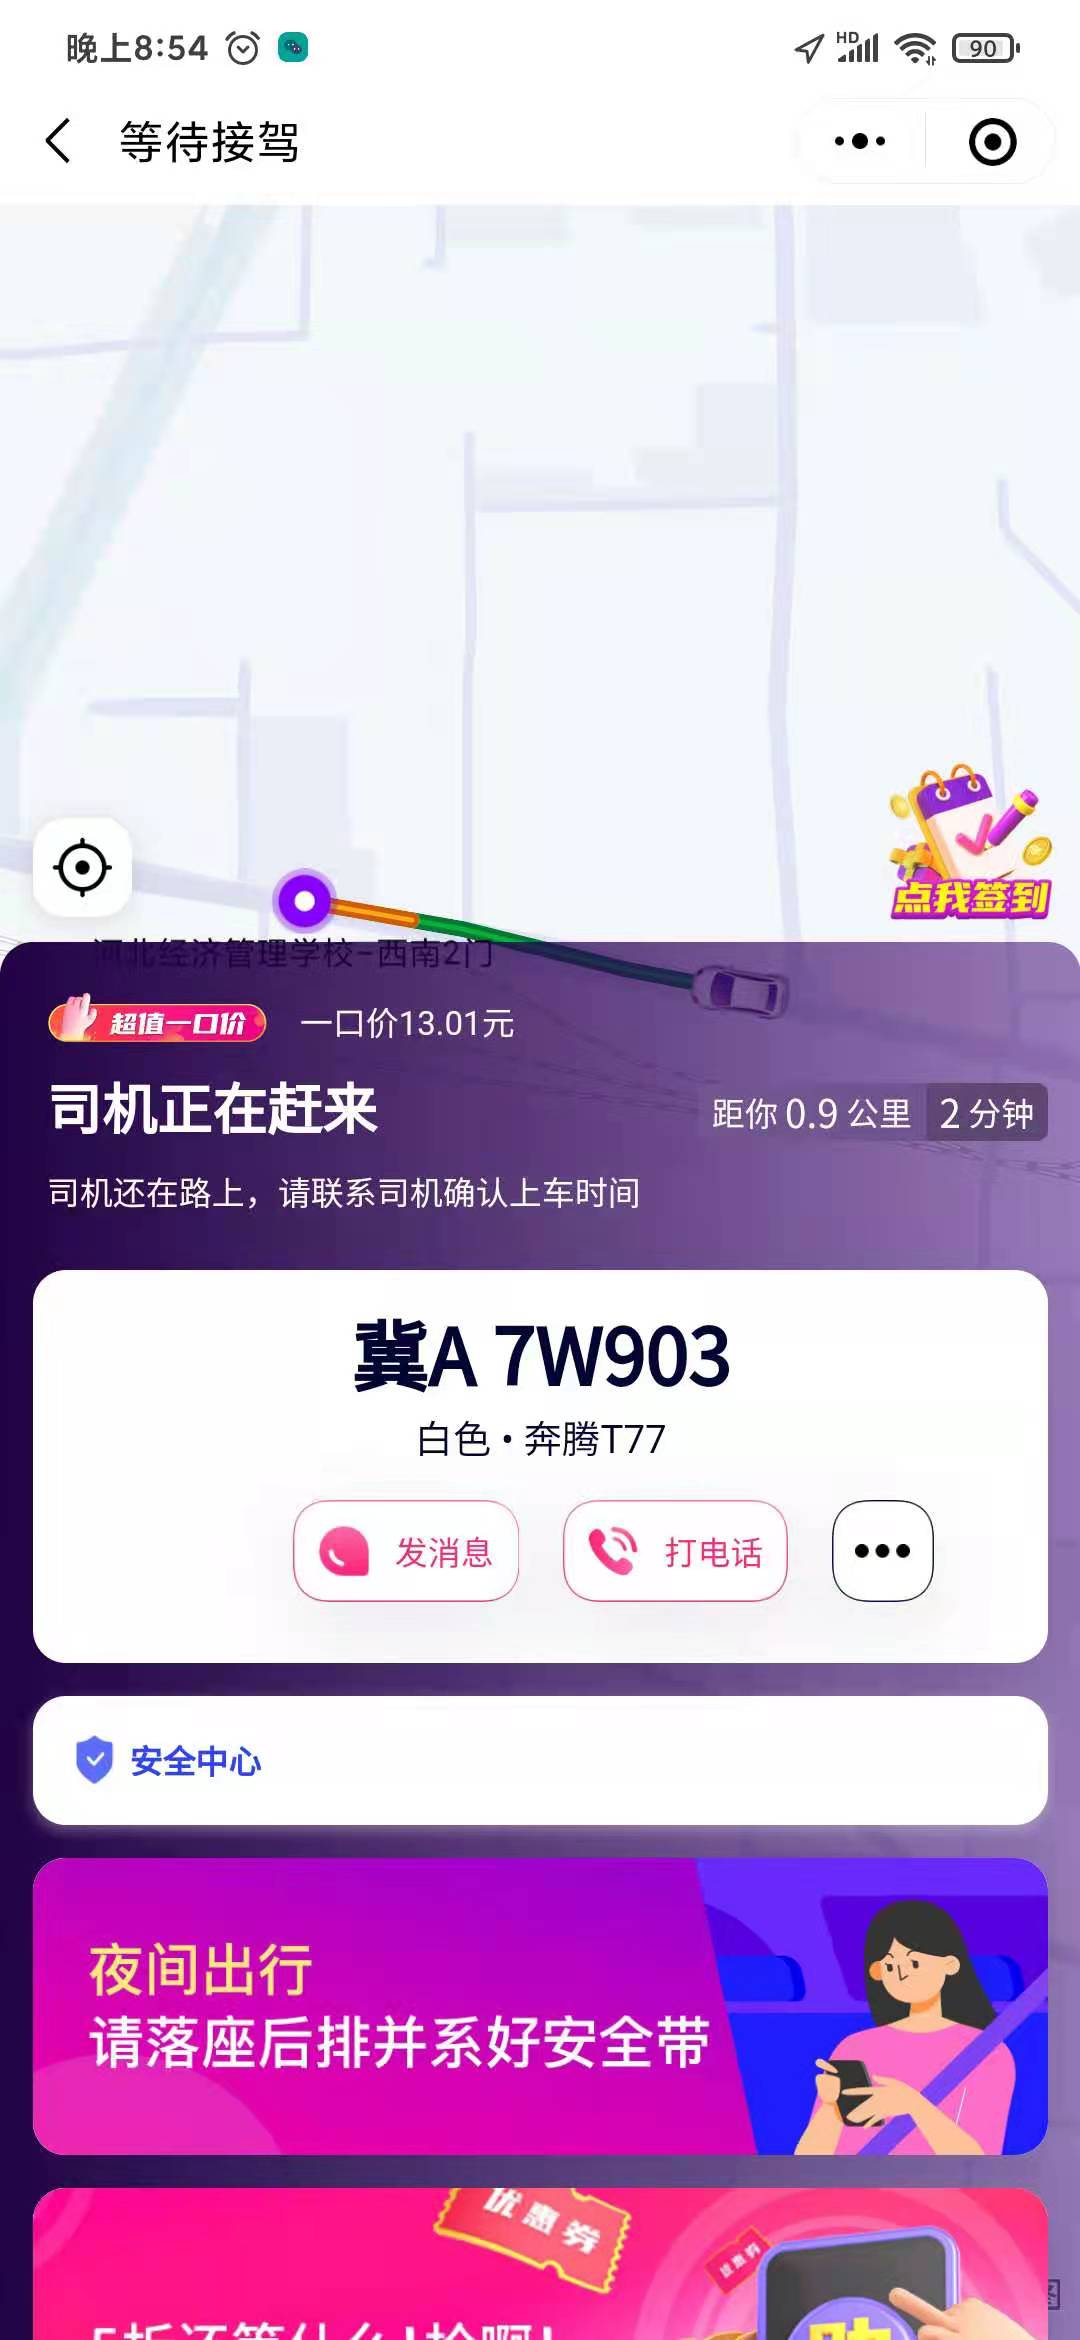 晚上8:54
HD
90
等待接驾
点我签到
河北经济管理学校-西南2门
超值一口价 一口价13.01元
司机正在赶来
距你 0.9 公里 2 分钟
司机还在路上，请联系司机确认上车时间
冀A 7W903
白色·奔腾T77
发消息 打电话
安全中心
夜间出行
请落座后排并系好安全带
优惠券
优惠券